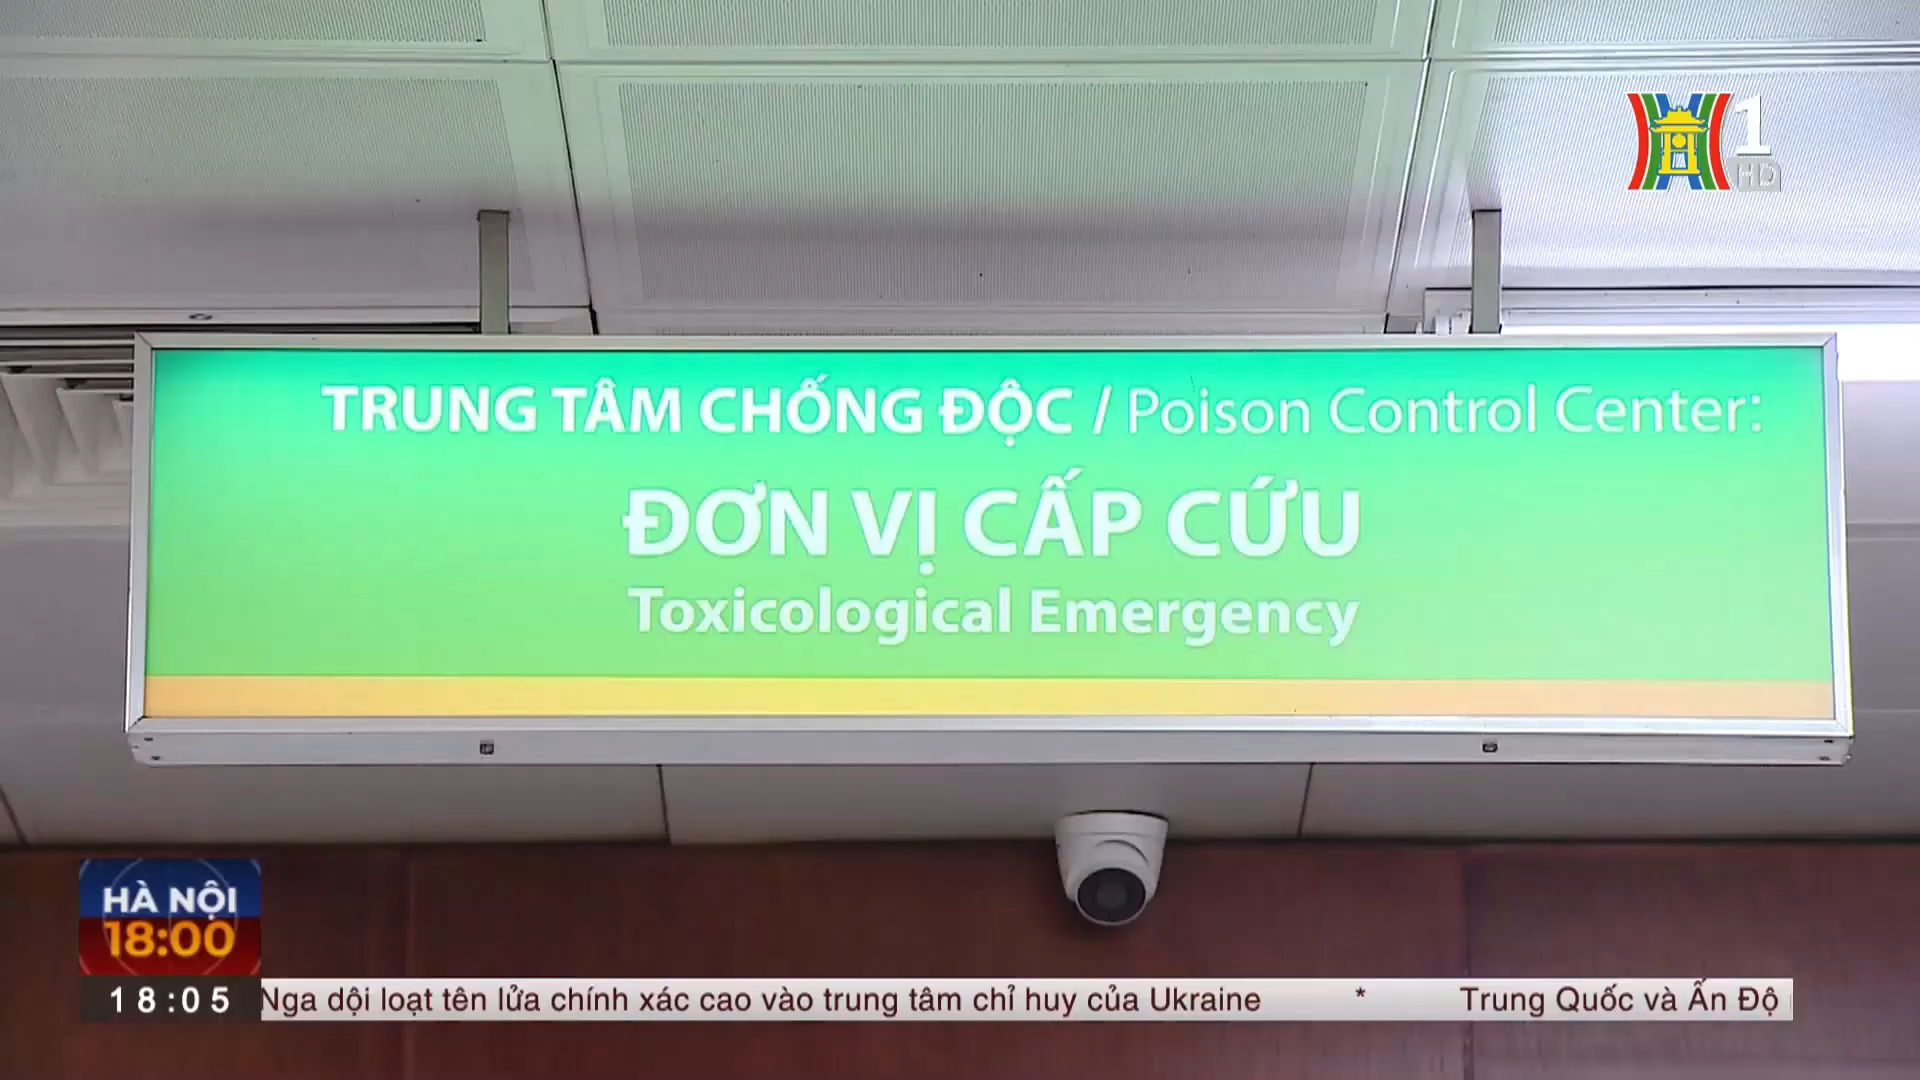 1
HD
TRUNG TÂM CHỐNG ĐỘC / Poison Control Center:
ĐƠN VỊ CẤP CỨU
Toxicological Emergency
HÀ NỘI
18:00
18:05
Nga dội loạt tên lửa chính xác cao vào trung tâm chỉ huy của Ukraine * Trung Quốc và Ấn Độ